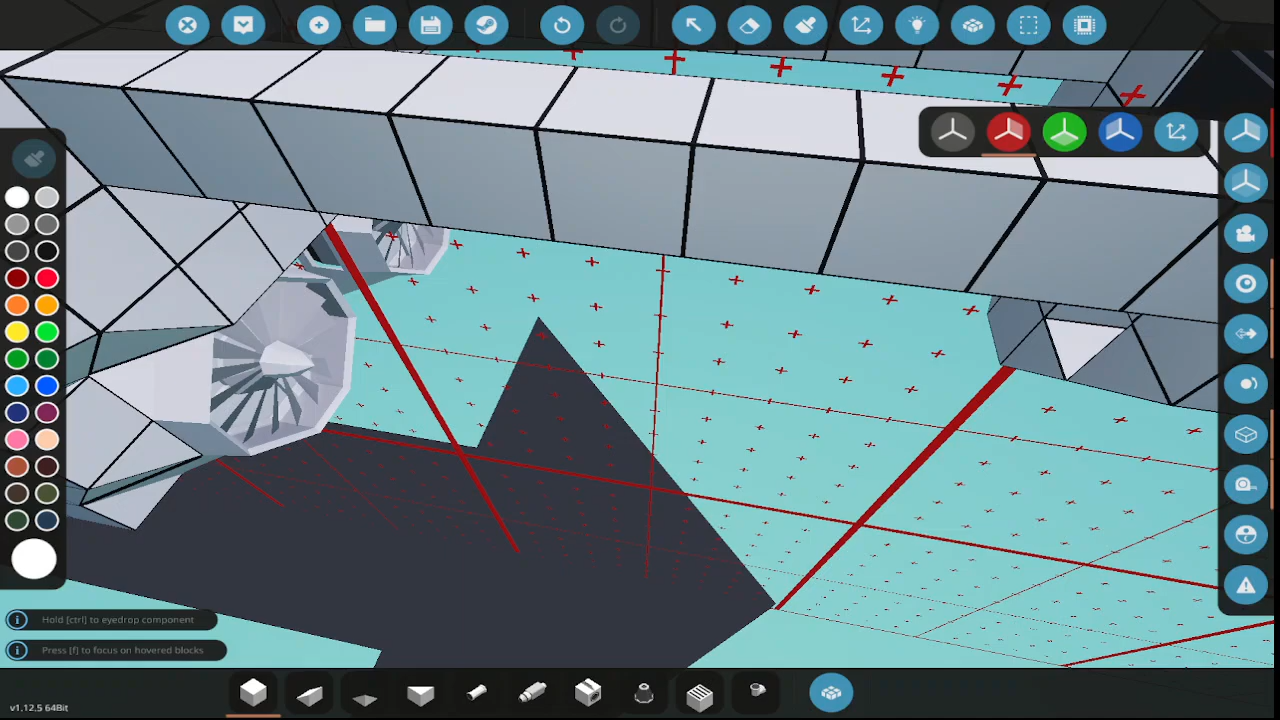 Hold [ctrl] to eyedrop component
Press [f] to focus on hovered blocks
v1.12.5 64Bit